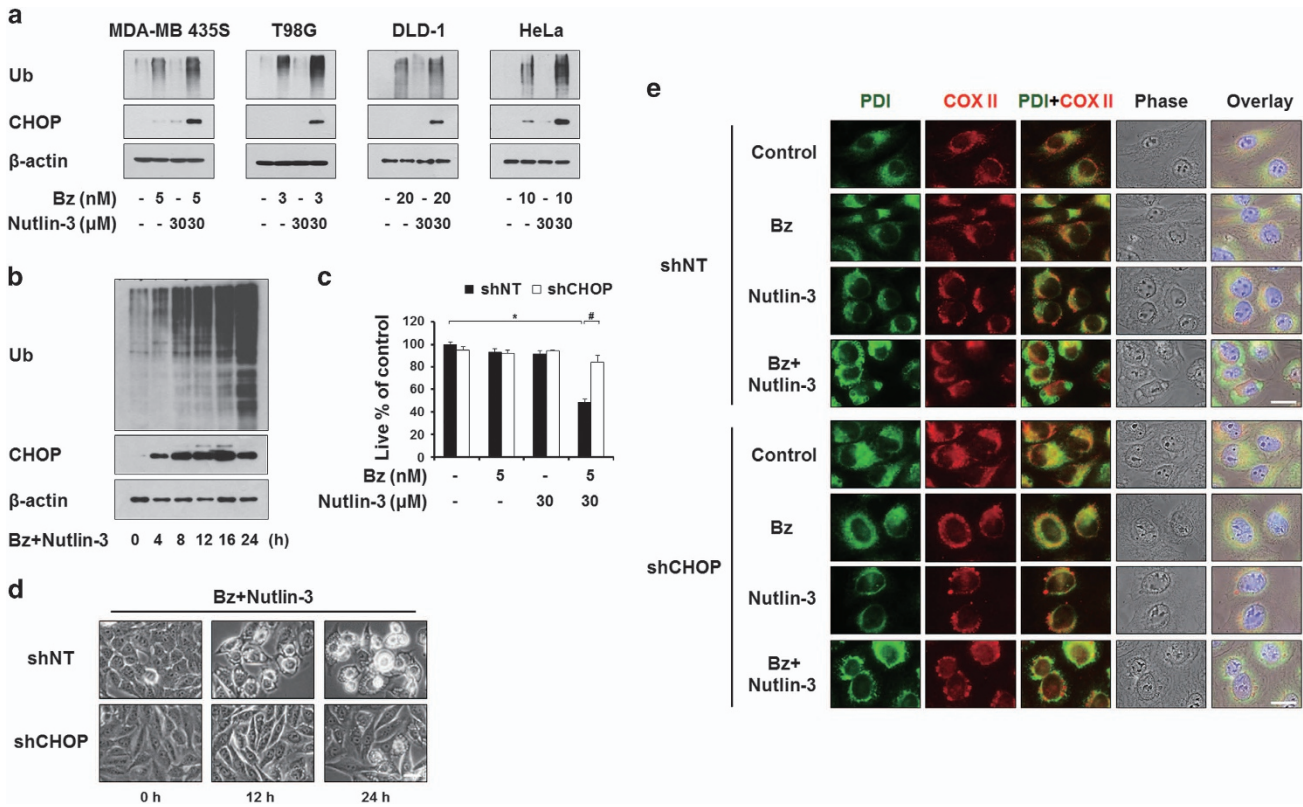 a
MDA-MB 435S T98G DLD-1 HeLa
Ub
CHOP
β-actin
Bz (nM) - 5 - 5 - 3 - 3 - 20 - 20 - 10 - 10
Nutlin-3 (μM) - - 30 30 - - 30 30 - - 30 30 - - 30 30
b
Ub
CHOP
β-actin
Bz+Nutlin-3 0 4 8 12 16 24 (h)
c
shNT shCHOP
* #
Live % of control
120
100
80
60
40
20
0
Bz (nM) - 5 - 5
Nutlin-3 (μM) - - 30 30
d
Bz+Nutlin-3
shNT
shCHOP
0 h 12 h 24 h
e
PDI COX II PDI+COX II Phase Overlay
shNT
Control
Bz
Nutlin-3
Bz+
Nutlin-3
shCHOP
Control
Bz
Nutlin-3
Bz+
Nutlin-3